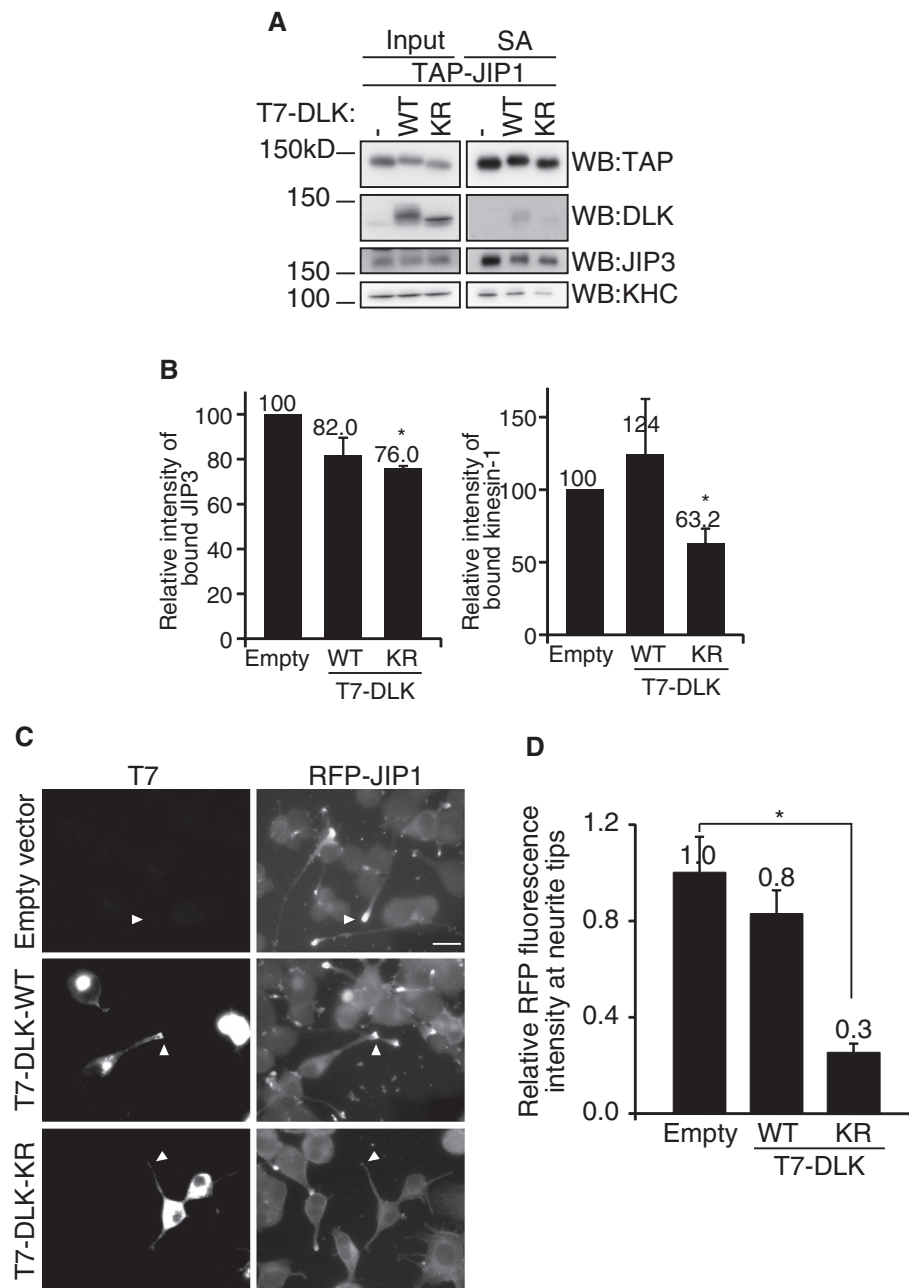 A
Input SA
TAP-JIP1
T7-DLK: - WT KR - WT KR
150kD WB:TAP
150 WB:DLK
150 WB:JIP3
100 WB:KHC
B
Relative intensity of
bound JIP3
100
80
60
40
20
0
100
82.0
*
76.0
Empty WT KR
T7-DLK
Relative intensity of
bound kinesin-1
150
100
50
0
100
124
*
63.2
Empty WT KR
T7-DLK
C
T7 RFP-JIP1
Empty vector
T7-DLK-WT
T7-DLK-KR
D
Relative RFP fluorescence
intensity at neurite tips
1.2
0.8
0.4
0.0
*
1.0
0.8
0.3
Empty WT KR
T7-DLK